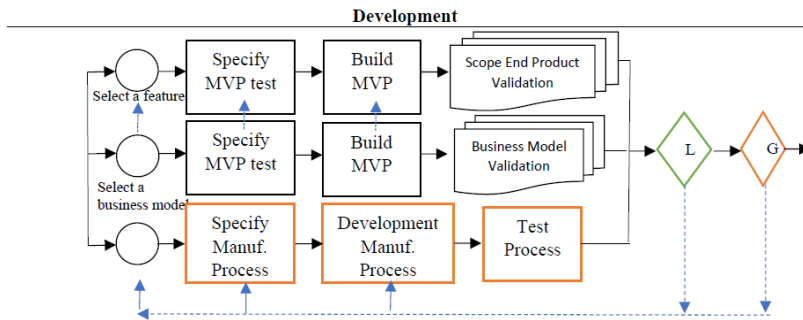 Development
Specify
MVP test
Build
MVP
Scope End Product
Validation
Select a feature
Specify
MVP test
Build
MVP
Business Model
Validation
L
G
Select a
business model
Specify
Manuf.
Process
Development
Manuf.
Process
Test
Process